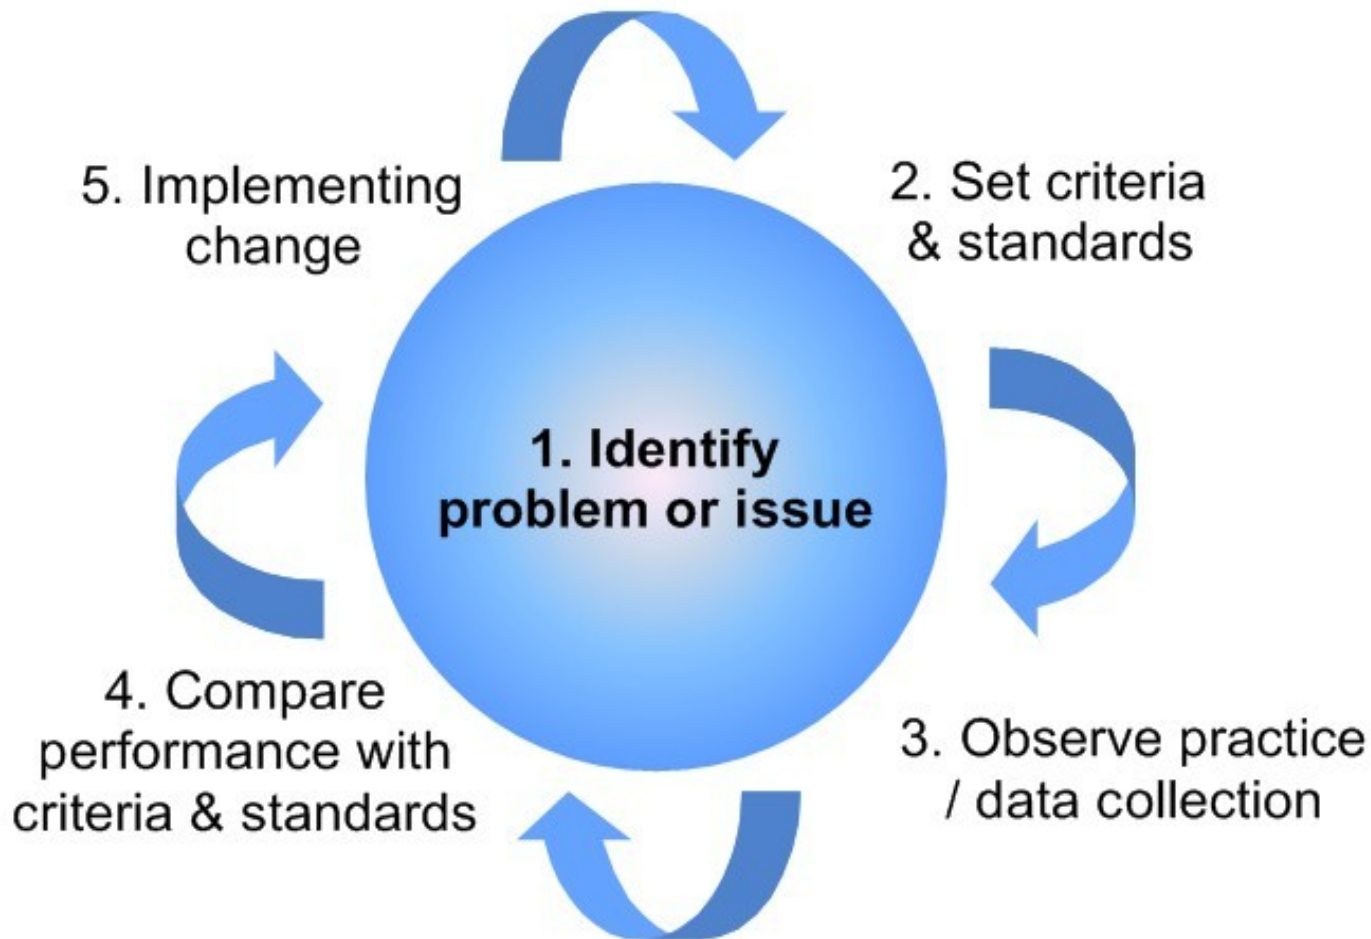 1. Identify
problem or issue
2. Set criteria
& standards
3. Observe practice
/ data collection
4. Compare
performance with
criteria & standards
5. Implementing
change